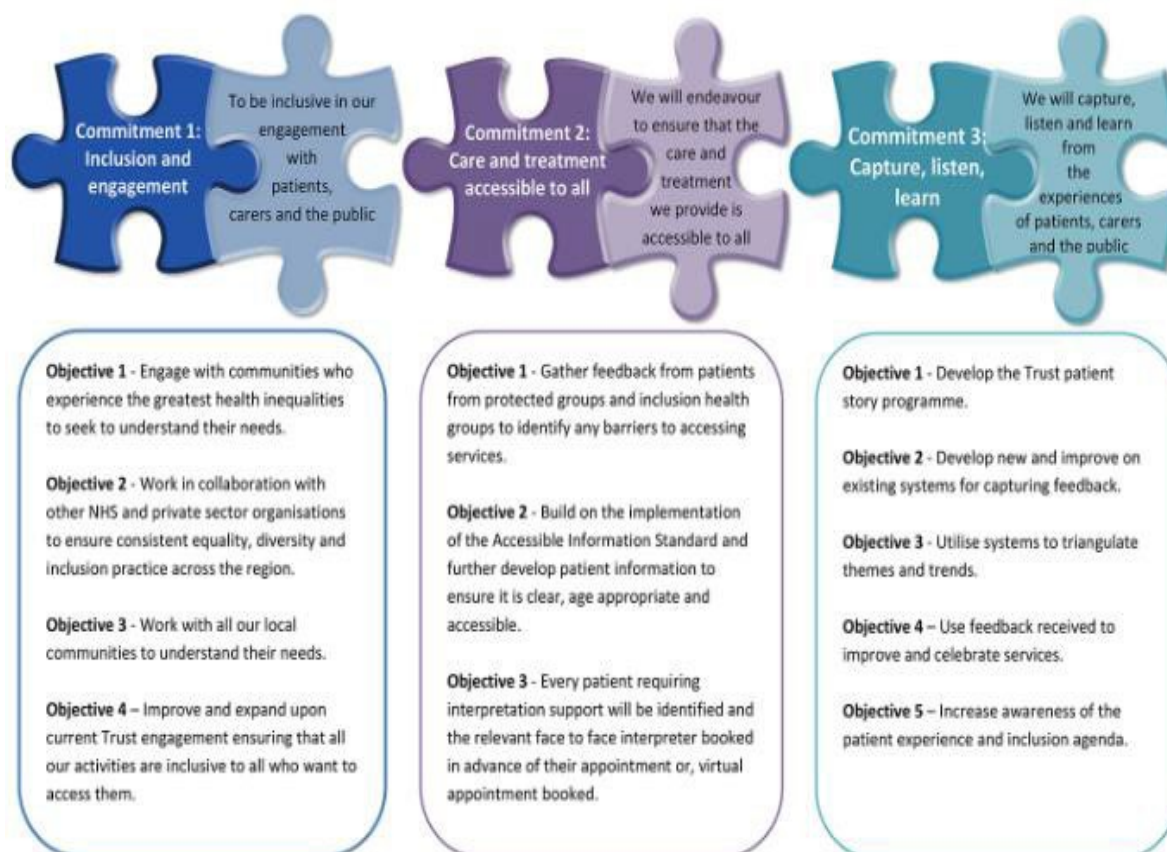 Commitment 1:
Inclusion and
engagement
To be inclusive in our
engagement
with
patients,
carers and the public
Commitment 2:
Care and treatment
accessible to all
We will endeavour
to ensure that the
care and
treatment
we provide is
accessible to all
Commitment 3:
Capture, listen,
learn
We will capture,
listen and learn
from
the
experiences
of patients, carers
and the public
Objective 1 - Engage with communities who
experience the greatest health inequalities
to seek to understand their needs.
Objective 2 - Work in collaboration with
other NHS and private sector organisations
to ensure consistent equality, diversity and
inclusion practice across the region.
Objective 3 - Work with all our local
communities to understand their needs.
Objective 4 – Improve and expand upon
current Trust engagement ensuring that all
our activities are inclusive to all who want to
access them.
Objective 1 - Gather feedback from patients
from protected groups and inclusion health
groups to identify any barriers to accessing
services.
Objective 2 - Build on the implementation
of the Accessible Information Standard and
further develop patient information to
ensure it is clear, age appropriate and
accessible.
Objective 3 - Every patient requiring
interpretation support will be identified and
the relevant face to face interpreter booked
in advance of their appointment or, virtual
appointment booked.
Objective 1 - Develop the Trust patient
story programme.
Objective 2 - Develop new and improve on
existing systems for capturing feedback.
Objective 3 - Utilise systems to triangulate
themes and trends.
Objective 4 – Use feedback received to
improve and celebrate services.
Objective 5 – Increase awareness of the
patient experience and inclusion agenda.